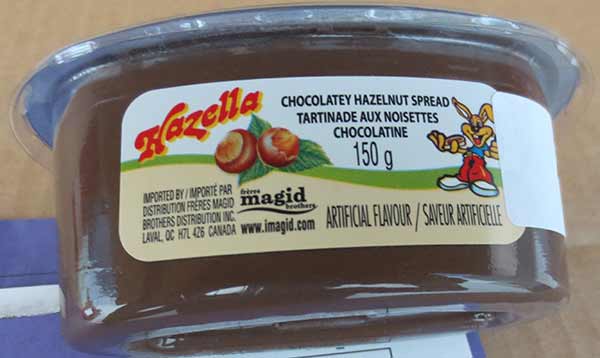 Hazella
CHOCOLATEY HAZELNUT SPREAD
TARTINADE AUX NOISETTES
CHOCOLATINE
150 g
IMPORTED BY / IMPORTÉ PAR
DISTRIBUTION FRÈRES MAGID
BROTHERS DISTRIBUTION INC.
LAVAL, QC H7L 4Z6 CANADA
frères
magid
brothers
www.imagid.com
ARTIFICIAL FLAVOUR / SAVEUR ARTIFICIELLE